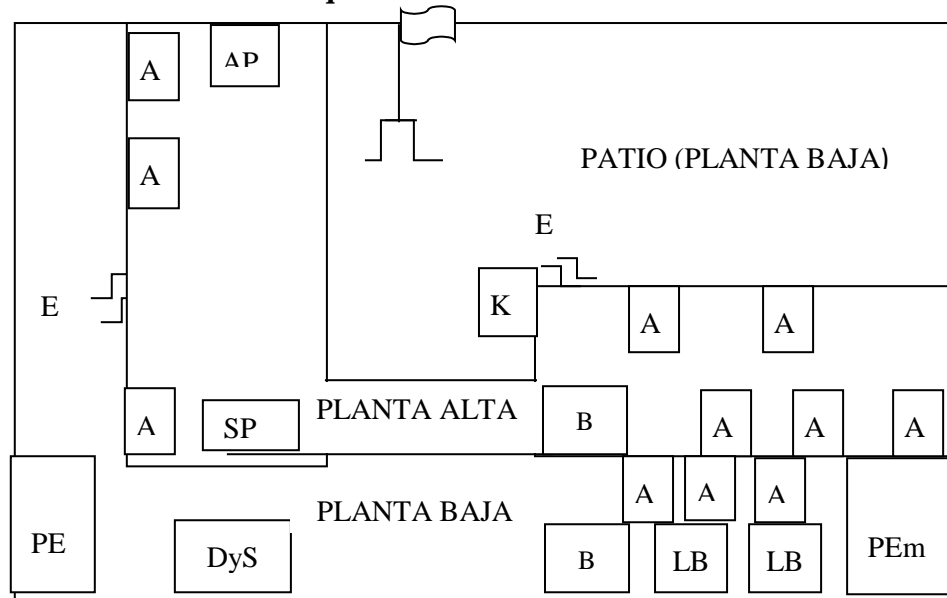 A AP
A
PATIO (PLANTA BAJA)
E
E
K
A A
PLANTA ALTA
A SP B A A A
A A A
PLANTA BAJA
PE DyS B LB LB PEm